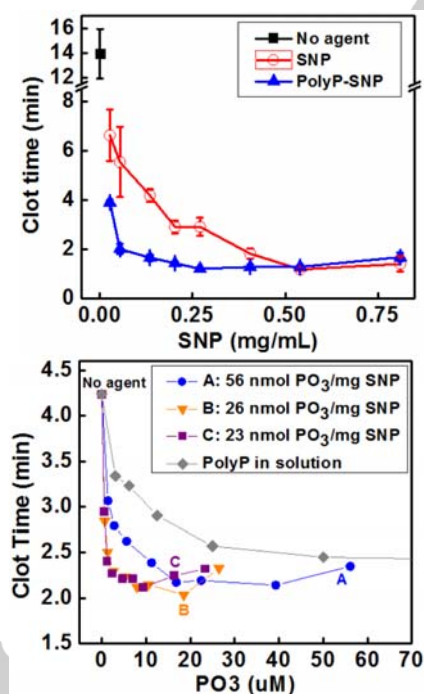 16
14
12
8
6
4
2
0
Clot time (min)
No agent
SNP
PolyP-SNP
0.00 0.25 0.50 0.75
SNP (mg/mL)
4.5
4.0
3.5
3.0
2.5
2.0
1.5
Clot Time (min)
No agent
A: 56 nmol PO3/mg SNP
B: 26 nmol PO3/mg SNP
C: 23 nmol PO3/mg SNP
PolyP in solution
C
B
A
0 10 20 30 40 50 60 70
PO3 (uM)